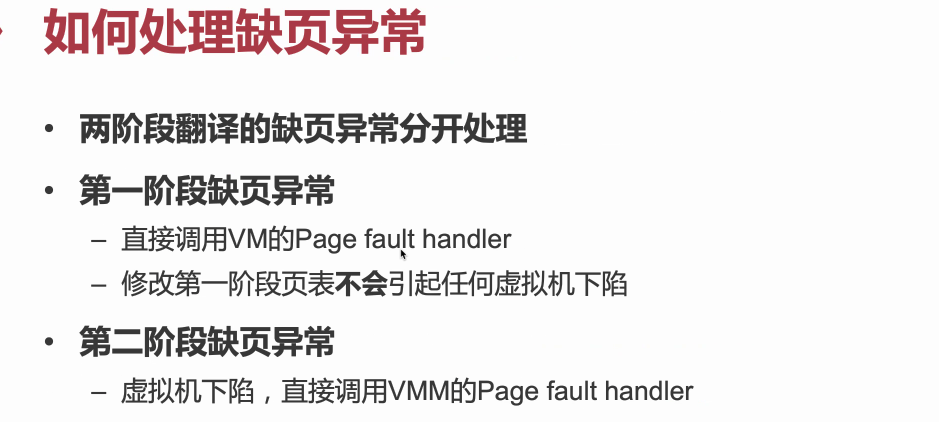 如何处理缺页异常
• 两阶段翻译的缺页异常分开处理
• 第一阶段缺页异常
– 直接调用VM的Page fault handler
– 修改第一阶段页表不会引起任何虚拟机下陷
• 第二阶段缺页异常
– 虚拟机下陷，直接调用VMM的Page fault handler